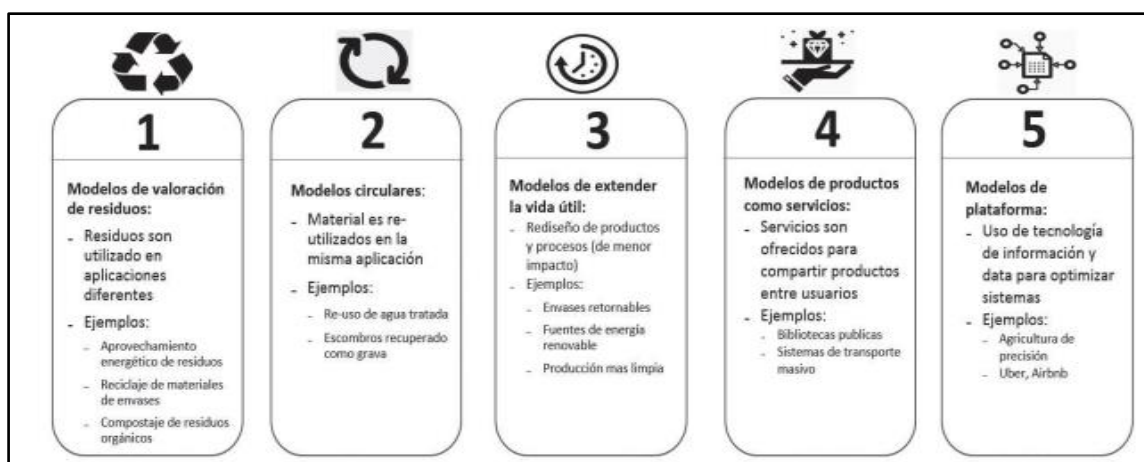 1
Modelos de valoración
de residuos:
- Residuos son
utilizado en
aplicaciones
diferentes
- Ejemplos:
- Aprovechamiento
energético de residuos
- Reciclaje de materiales
de envases
- Compostaje de residuos
orgánicos
2
Modelos circulares:
- Material es re-
utilizados en la
misma aplicación
- Ejemplos:
- Re-uso de agua tratada
- Escombros recuperado
como grava
3
Modelos de extender
la vida útil:
- Rediseño de productos
y procesos (de menor
impacto)
- Ejemplos:
- Envases retornables
- Fuentes de energía
renovable
- Producción mas limpia
4
Modelos de productos
como servicios:
- Servicios son
ofrecidos para
compartir productos
entre usuarios
- Ejemplos:
- Bibliotecas publicas
- Sistemas de transporte
masivo
5
Modelos de
plataforma:
- Uso de tecnología
de información y
data para optimizar
sistemas
- Ejemplos:
- Agricultura de
precisión
- Uber, Airbnb